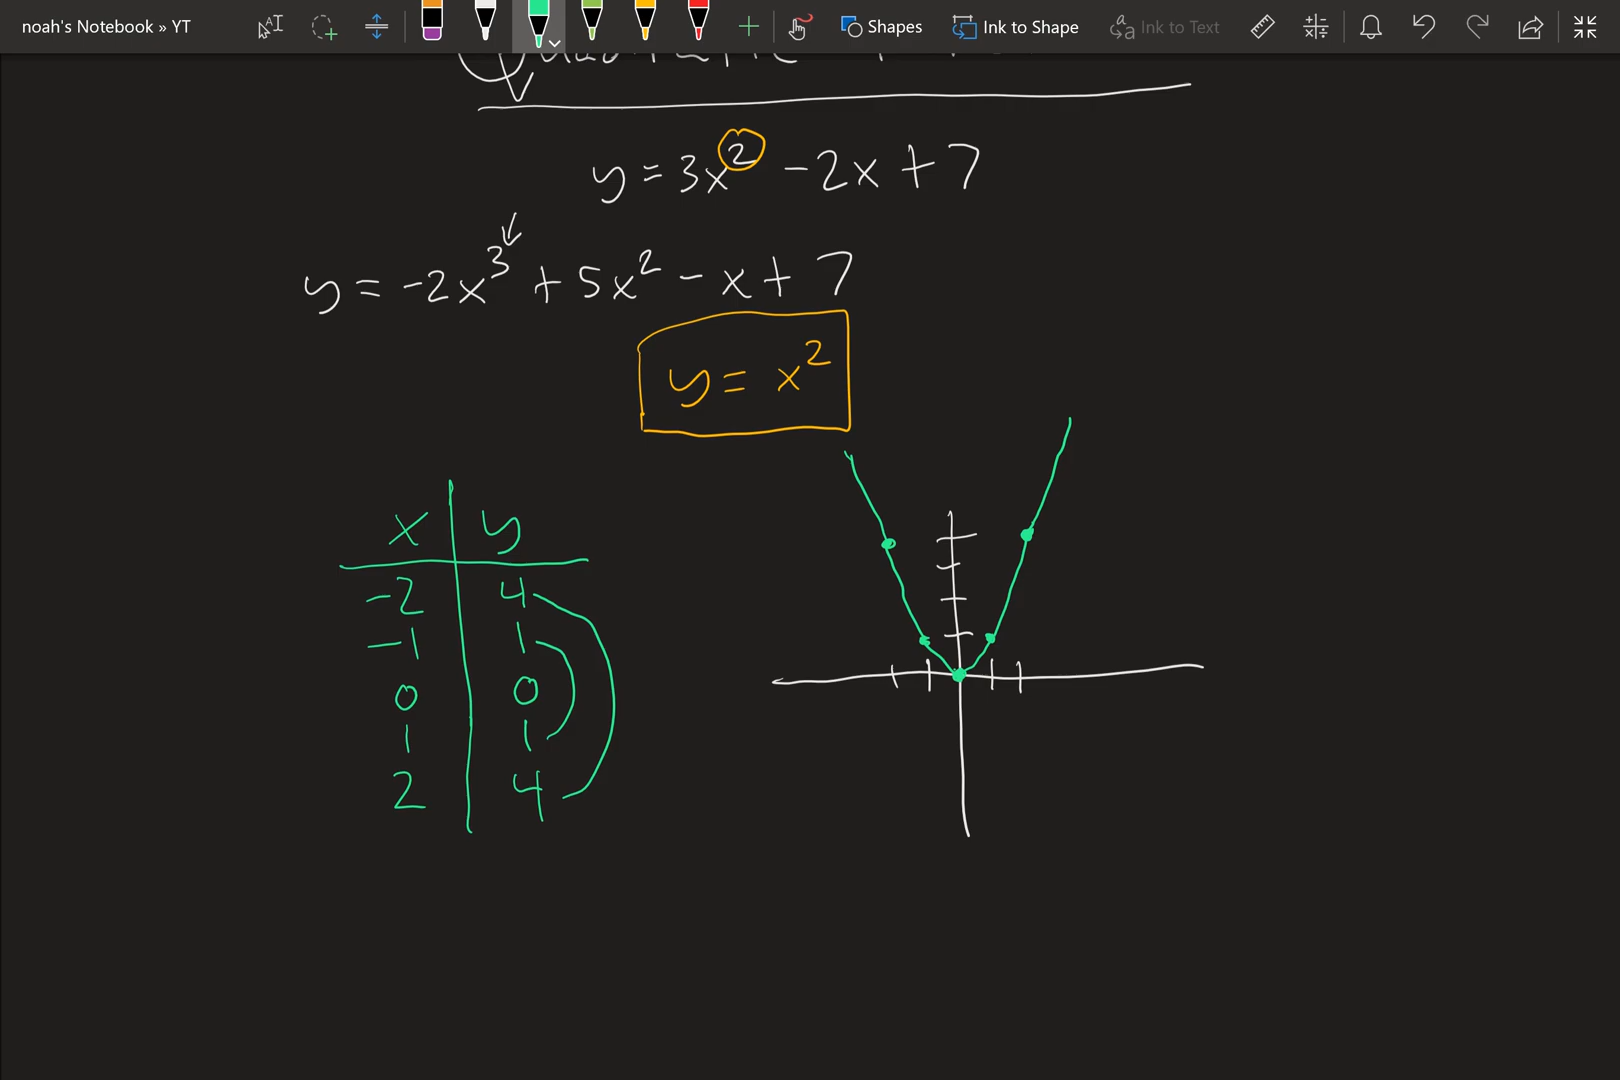 noah's Notebook » YT
Shapes
Ink to Shape
Ink to Text
y = 3x² - 2x + 7
y = -2x³ + 5x² - x + 7
y = x²
x y
-2 4
-1 1
0 0
1 1
2 4